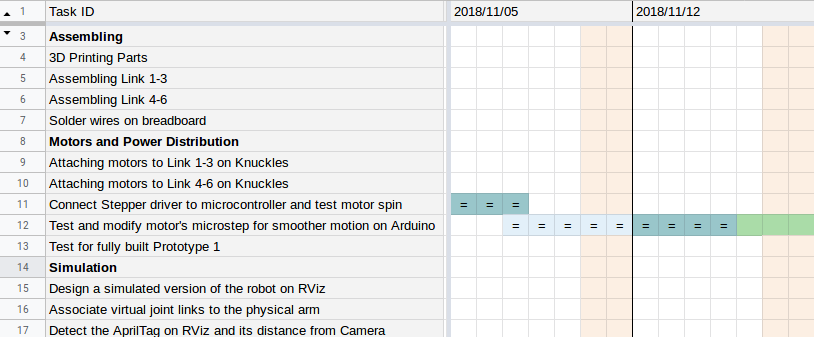 1 Task ID 2018/11/05 2018/11/12
3 Assembling
4 3D Printing Parts
5 Assembling Link 1-3
6 Assembling Link 4-6
7 Solder wires on breadboard
8 Motors and Power Distribution
9 Attaching motors to Link 1-3 on Knuckles
10 Attaching motors to Link 4-6 on Knuckles
11 Connect Stepper driver to microcontroller and test motor spin = = =
12 Test and modify motor's microstep for smoother motion on Arduino = = = = = = = = =
13 Test for fully built Prototype 1
14 Simulation
15 Design a simulated version of the robot on RViz
16 Associate virtual joint links to the physical arm
17 Detect the AprilTag on RViz and its distance from Camera